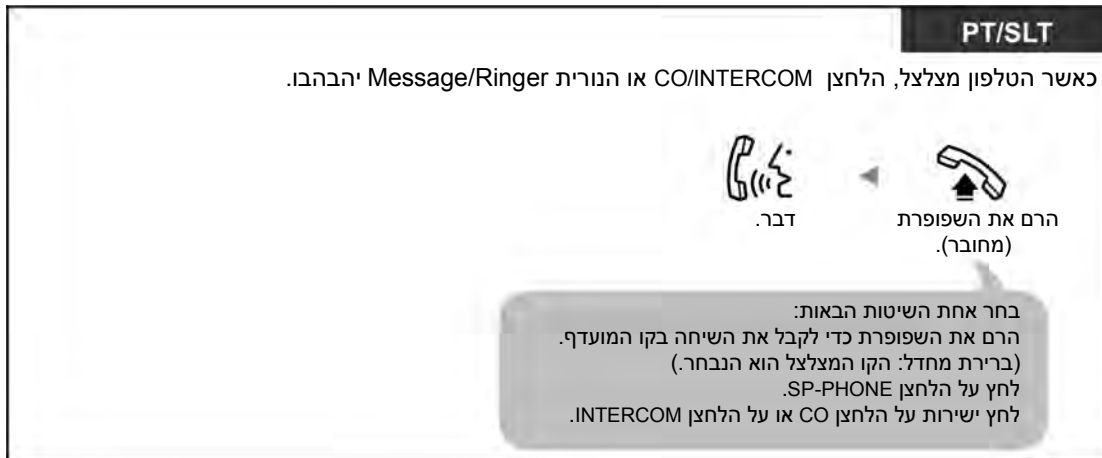 PT/SLT
כאשר הטלפון מצלצל, הלחצן CO/INTERCOM או הנורית Message/Ringer יהבהבו.
הרם את השפופרת
(מחובר).
דבר.
בחר אחת השיטות הבאות:
הרם את השפופרת כדי לקבל את השיחה בקו המועדף.
(ברירת מחדל: הקו המצלצל הוא הנבחר.)
לחץ על הלחצן SP-PHONE.
לחץ ישירות על הלחצן CO או על הלחצן INTERCOM.